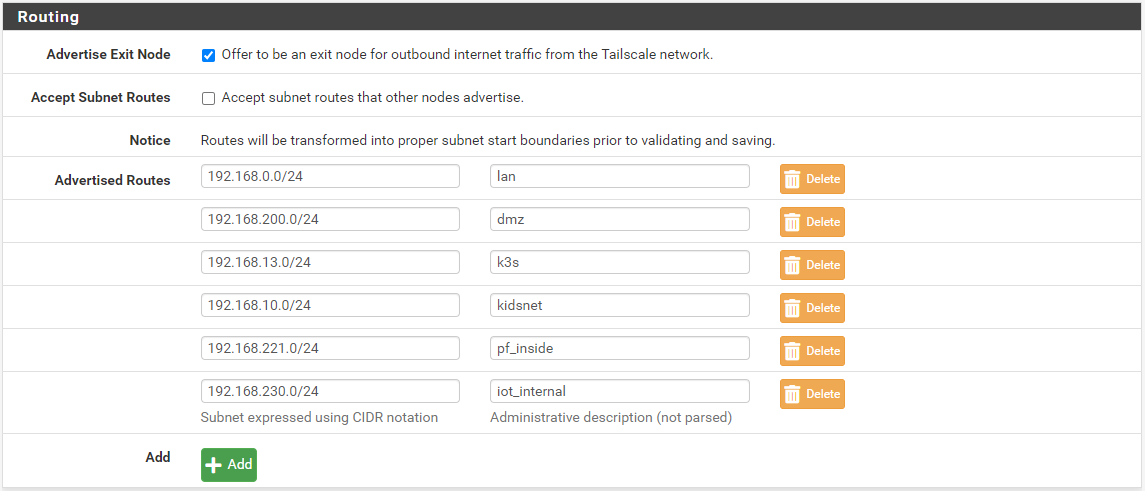 Routing
Advertise Exit Node Offer to be an exit node for outbound internet traffic from the Tailscale network.
Accept Subnet Routes Accept subnet routes that other nodes advertise.
Notice Routes will be transformed into proper subnet start boundaries prior to validating and saving.
Advertised Routes 192.168.0.0/24 lan Delete
192.168.200.0/24 dmz Delete
192.168.13.0/24 k3s Delete
192.168.10.0/24 kidsnet Delete
192.168.221.0/24 pf_inside Delete
192.168.230.0/24 iot_internal Delete
Subnet expressed using CIDR notation Administrative description (not parsed)
Add Add